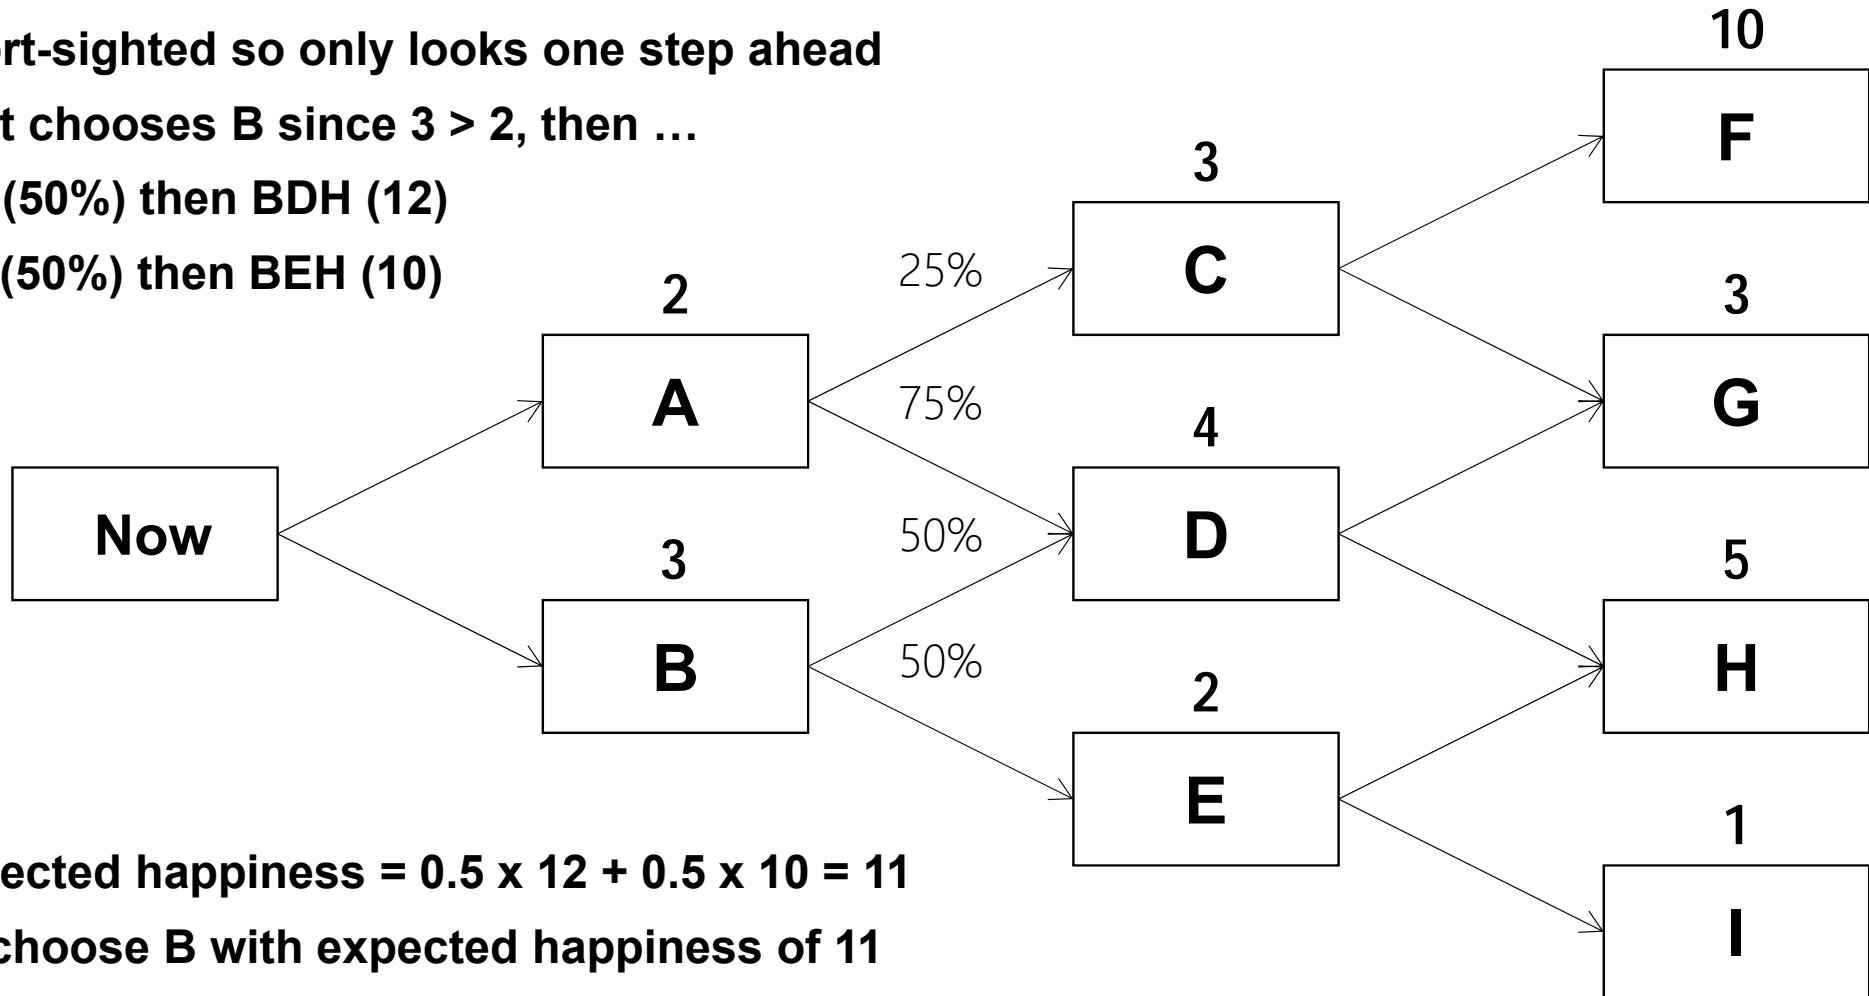 rt-sighted so only looks one step ahead
t chooses B since 3 > 2, then …
(50%) then BDH (12)
(50%) then BEH (10)
10
F
3
C
25%
2
A
3
G
75%
4
D
50%
Now
3
B
50%
5
H
2
E
1
I
ected happiness = 0.5 x 12 + 0.5 x 10 = 11
choose B with expected happiness of 11